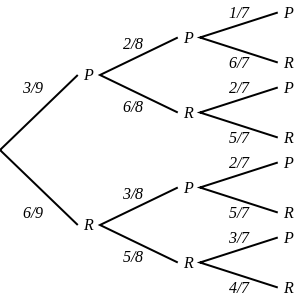 1/7 P
2/8 P
6/7 R
3/9 P
2/7 P
6/8 R
5/7 R
2/7 P
3/8 P
5/7 R
6/9 R
3/7 P
5/8 R
4/7 R